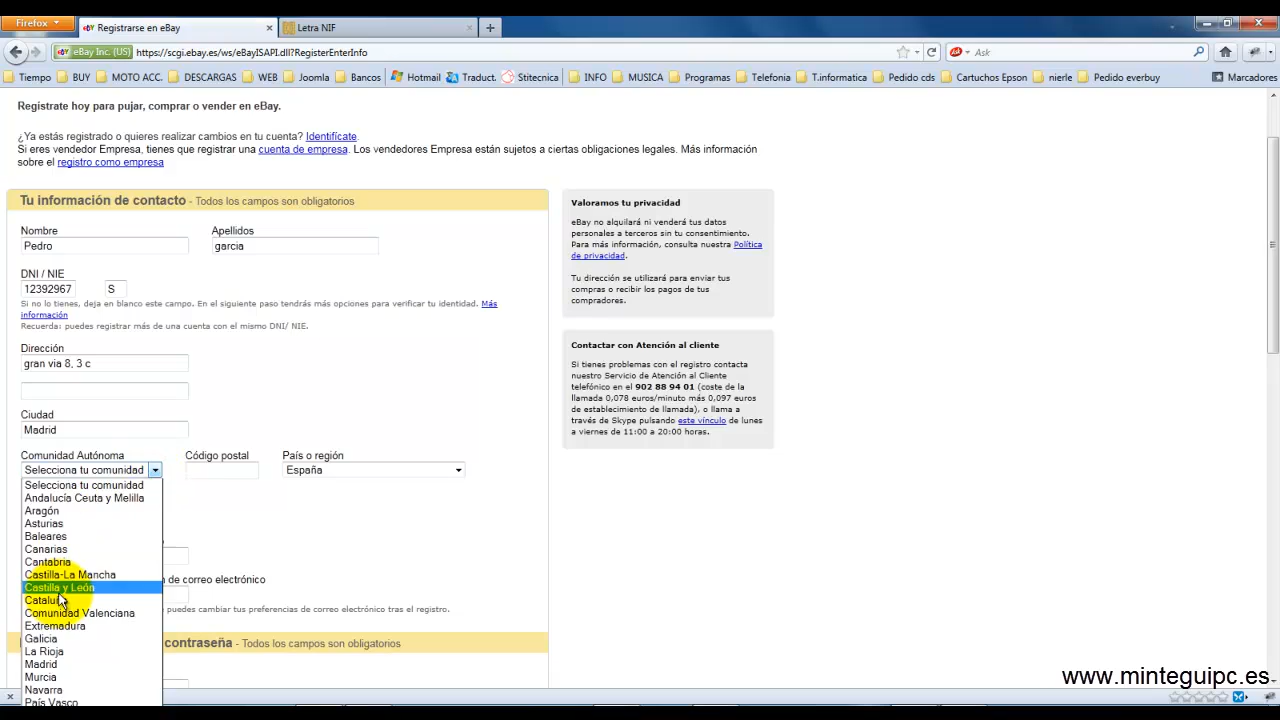 Firefox
Registrarse en eBay
Letra NIF
eBay Inc. (US)
https://scgi.ebay.es/ws/eBayISAPI.dll?RegisterEnterInfo
Ask
Tiempo
BUY
MOTO ACC.
DESCARGAS
WEB
Joomla
Bancos
Hotmail
Traduct.
Stitecnica
INFO
MUSICA
Programas
Telefonia
T.informatica
Pedido cds
Cartuchos Epson
nierle
Pedido everbuy
Marcadores
Regístrate hoy para pujar, comprar o vender en eBay.
¿Ya estás registrado o quieres realizar cambios en tu cuenta? Identifícate.
Si eres vendedor Empresa, tienes que registrar una cuenta de empresa. Los vendedores Empresa están sujetos a ciertas obligaciones legales. Más información
sobre el registro como empresa
Tu información de contacto - Todos los campos son obligatorios
Nombre
Apellidos
Pedro
garcia
DNI / NIE
12392967
S
Si no lo tienes, deja en blanco este campo. En el siguiente paso tendrás más opciones para verificar tu identidad. Más
información
Recuerda: puedes registrar más de una cuenta con el mismo DNI/ NIE.
Dirección
gran via 8, 3 c
Ciudad
Madrid
Comunidad Autónoma
Código postal
País o región
Selecciona tu comunidad
España
Selecciona tu comunidad
Andalucía Ceuta y Melilla
Aragón
Asturias
Baleares
Canarias
Cantabria
Castilla-La Mancha
n de correo electrónico
Castilla y León
Comunidad Valenciana
puedes cambiar tus preferencias de correo electrónico tras el registro.
Extremadura
Galicia
contraseña - Todos los campos son obligatorios
La Rioja
Madrid
Murcia
Navarra
País Vasco
Valoramos tu privacidad
eBay no alquilará ni venderá tus datos
personales a terceros sin tu consentimiento.
Para más información, consulta nuestra Política
de privacidad.
Tu dirección se utilizará para enviar tus
compras o recibir los pagos de tus
compradores.
Contactar con Atención al cliente
Si tienes problemas con el registro contacta
nuestro Servicio de Atención al Cliente
telefónico en el 902 88 94 01 (coste de la
llamada 0,078 euros/minuto más 0,097 euros
de establecimiento de llamada), o llama a
través de Skype pulsando este vínculo de lunes
a viernes de 11:00 a 20:00 horas.
www.minteguipc.es